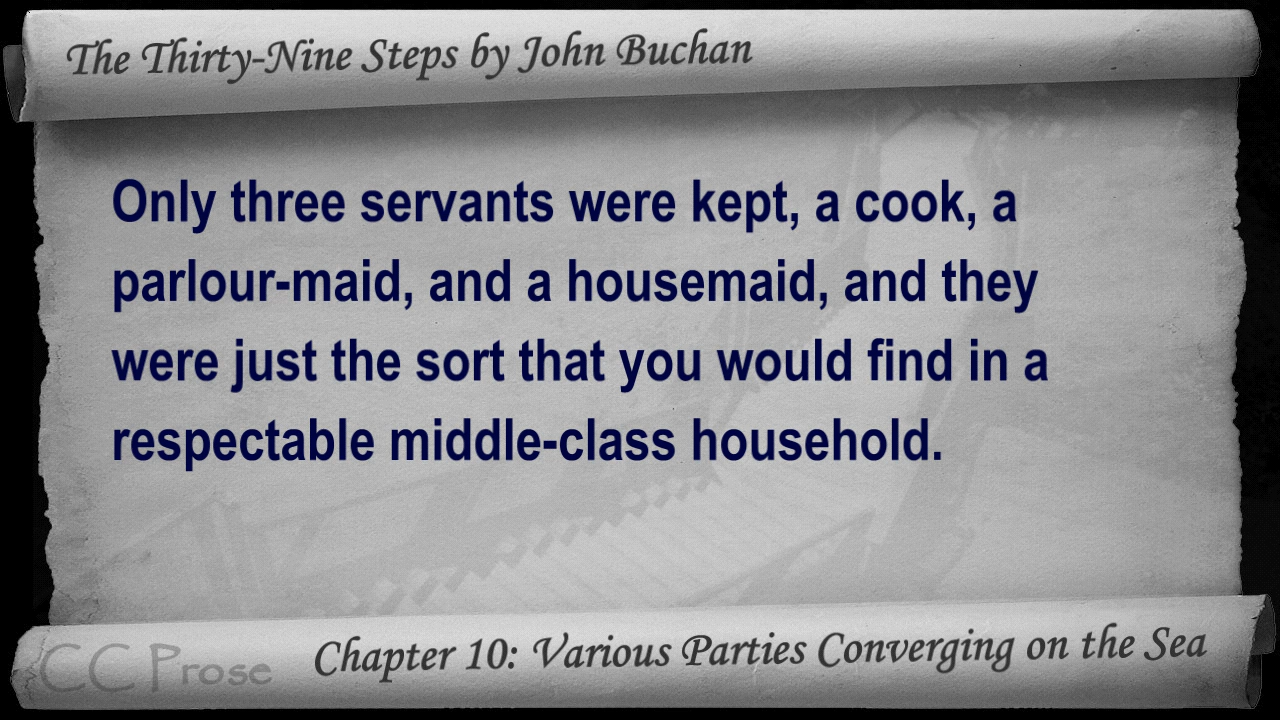 The Thirty-Nine Steps by John Buchan
Only three servants were kept, a cook, a
parlour-maid, and a housemaid, and they
were just the sort that you would find in a
respectable middle-class household.
CC Prose
Chapter 10: Various Parties Converging on the Sea